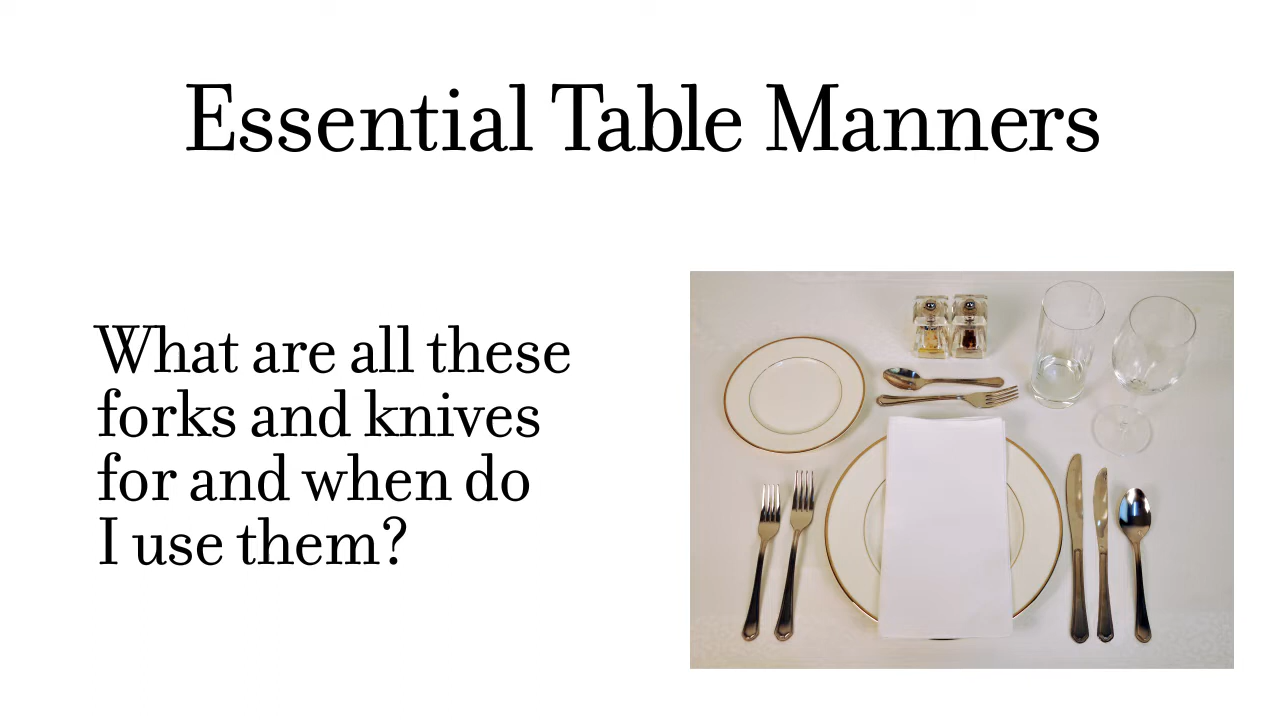 Essential Table Manners
What are all these
forks and knives
for and when do
I use them?